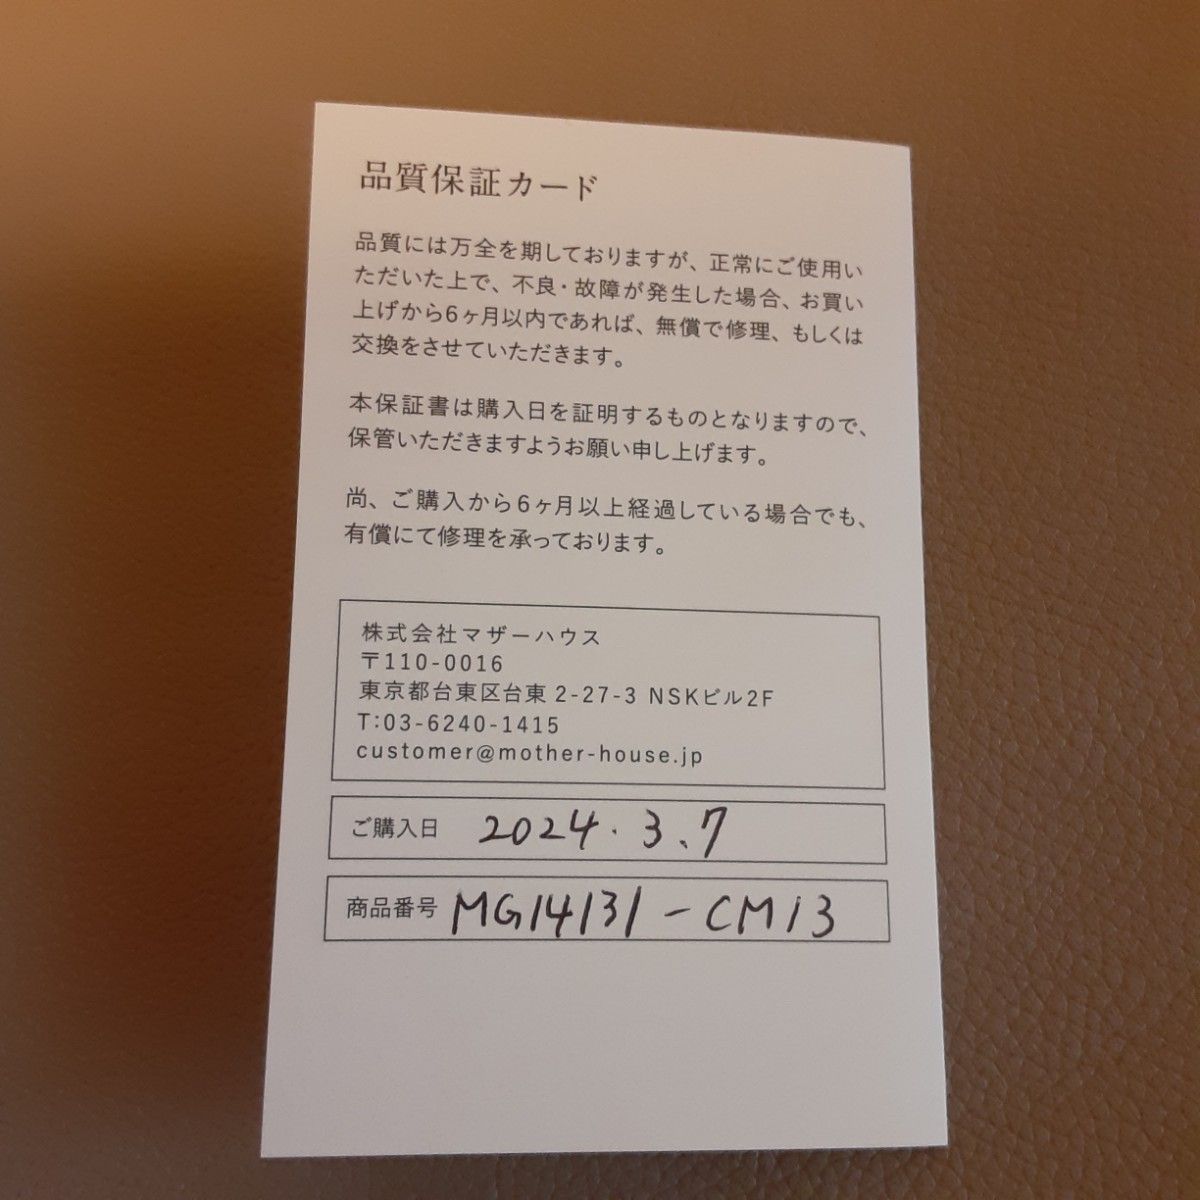 品質保証カード
品質には万全を期しておりますが、正常にご使用い
ただいた上で、不良・故障が発生した場合、お買い
上げから6ヶ月以内であれば、無償で修理、もしくは
交換をさせていただきます。
本保証書は購入日を証明するものとなりますので、
保管いただきますようお願い申し上げます。
尚、ご購入から6ヶ月以上経過している場合でも、
有償にて修理を承っております。
株式会社マザーハウス
〒110-0016
東京都台東区台東 2-27-3 NSKビル2F
T:03-6240-1415
customer@mother-house.jp
ご購入日 2024.3.7
商品番号 MG14131-CM13